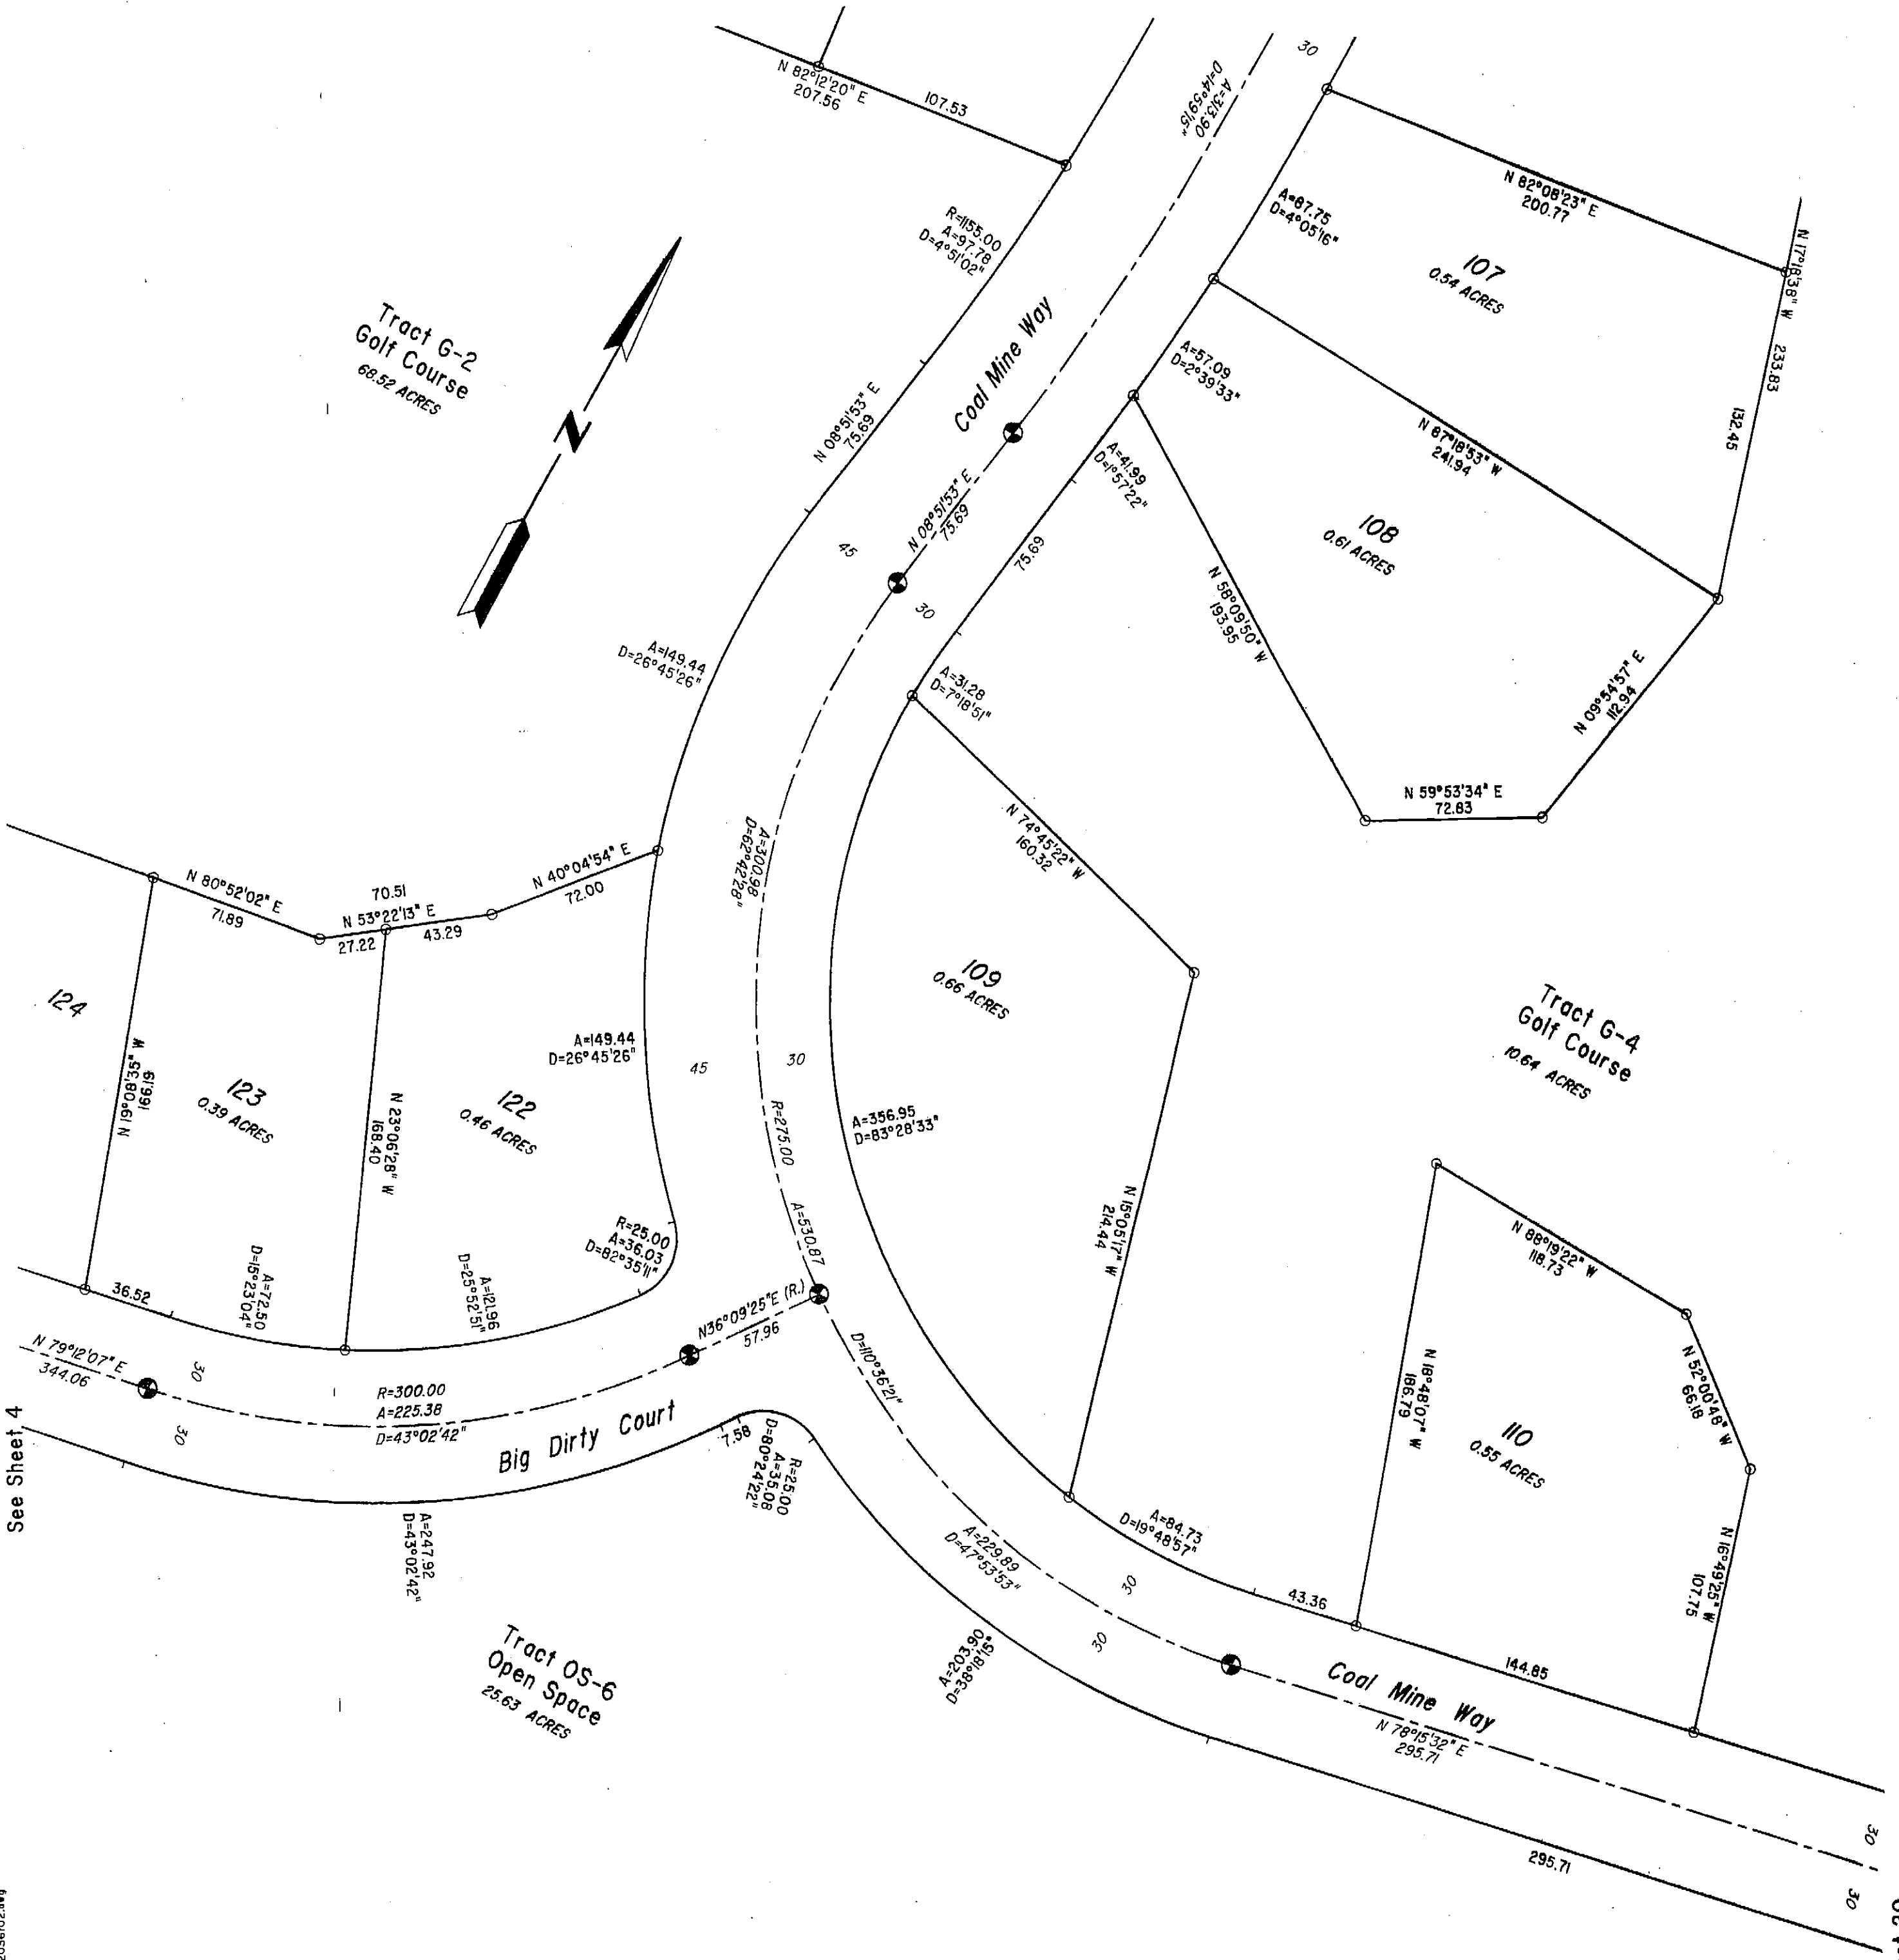 30
A=313.90
D=14°59'15"
N 82°12'20" E
207.56
107.53
R=1155.00
A=97.78
D=4°51'02"
A=87.75
D=4°05'16"
N 82°08'23" E
200.77
107
0.54 ACRES
N 17°18'38" W
233.83
132.45
Tract G-2
Golf Course
68.52 ACRES
N
Coal Mine Way
A=57.09
D=2°39'33"
N 08°51'53" E
75.69
A=41.99
D=1°57'22"
N 87°18'53" W
241.94
N 08°51'53" E
75.69
45
30
75.69
108
0.61 ACRES
N 58°09'50" W
193.95
N 09°54'57" E
112.94
N 59°53'34" E
72.83
A=149.44
D=26°45'26"
A=31.28
D=7°18'51"
N 74°45'22" W
160.32
A=300.98
D=62°42'28"
N 80°52'02" E
71.89
70.51
N 53°22'13" E
27.22
43.29
N 40°04'54" E
72.00
124
N 19°08'35" W
166.19
123
0.39 ACRES
N 23°06'28" W
168.40
122
0.46 ACRES
A=149.44
D=26°45'26"
45
30
109
0.66 ACRES
Tract G-4
Golf Course
10.64 ACRES
R=275.00
A=530.87
D=110°36'21"
A=356.95
D=83°28'33"
N 15°05'17" W
214.44
R=25.00
A=36.03
D=82°35'11"
36.52
A=72.50
D=15°23'04"
A=121.96
D=25°52'51"
N36°09'25"E (R.)
57.96
N 79°12'07" E
344.06
30
30
R=300.00
A=225.38
D=43°02'42"
Big Dirty Court
7.58
R=25.00
A=35.08
D=80°24'22"
See Sheet 4
A=247.92
D=43°02'42"
N 88°19'22" W
118.73
N 52°00'48" W
66.18
N 18°48'07" W
186.79
110
0.55 ACRES
N 16°49'25" W
107.75
A=84.73
D=19°48'57"
A=229.89
D=47°53'53"
30
30
43.36
144.85
A=203.90
D=38°18'15"
Tract OS-6
Open Space
25.63 ACRES
Coal Mine Way
N 78°15'32" E
295.71
295.71
30
30